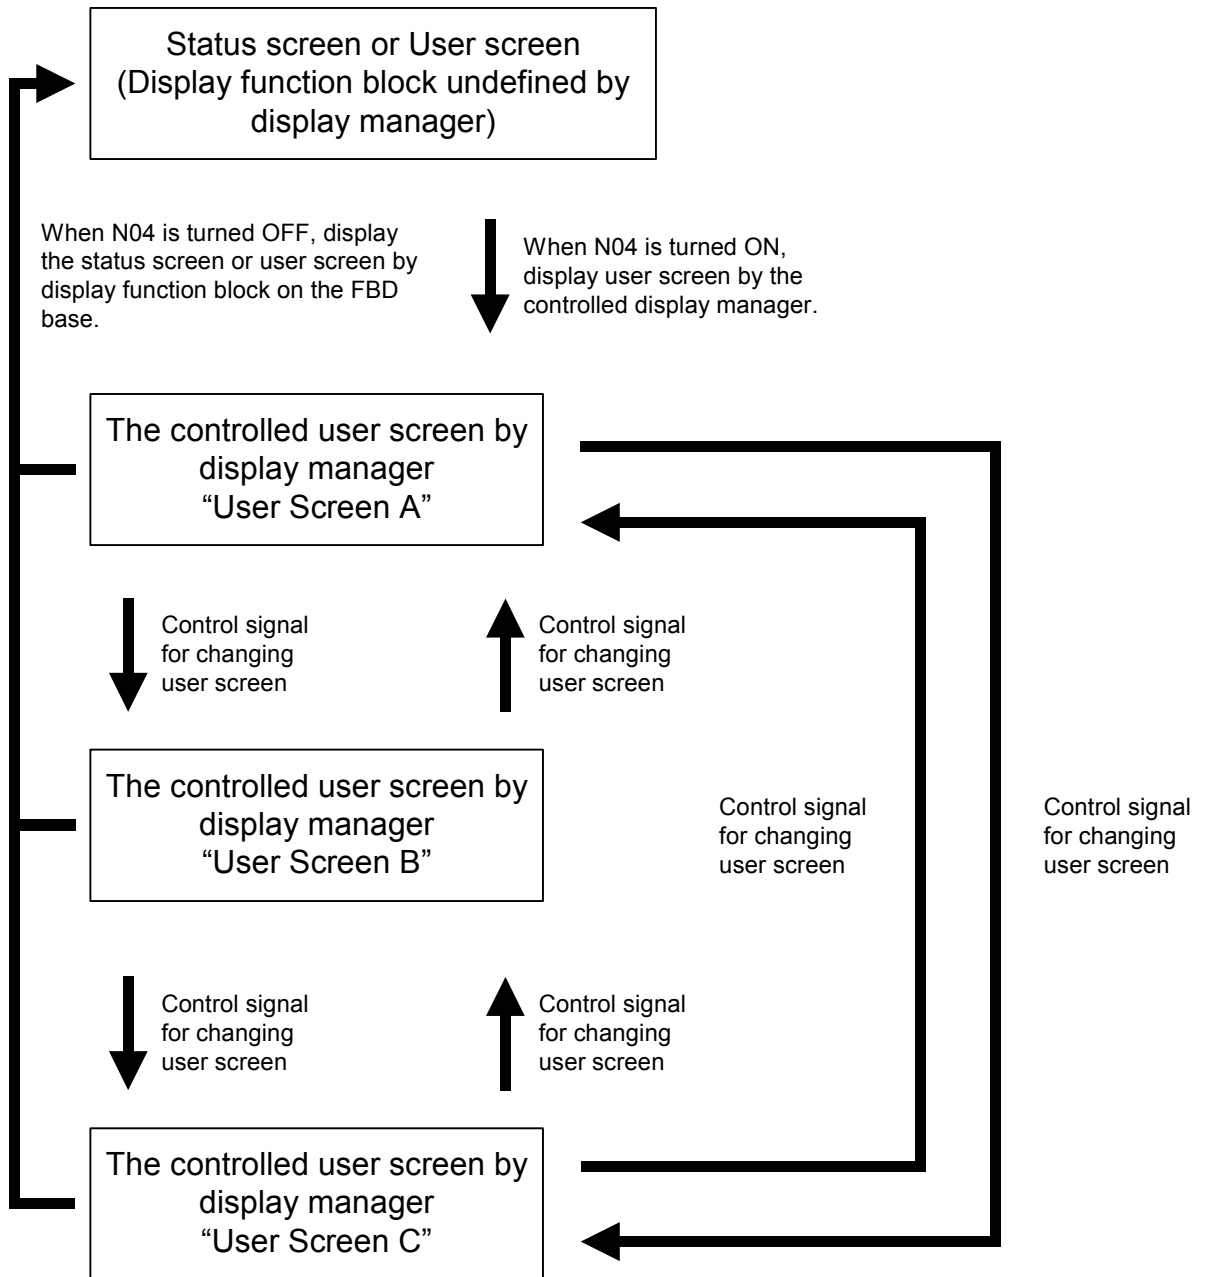 Status screen or User screen
(Display function block undefined by
display manager)
When N04 is turned OFF, display
the status screen or user screen by
display function block on the FBD
base.
When N04 is turned ON,
display user screen by the
controlled display manager.
The controlled user screen by
display manager
“User Screen A”
Control signal
for changing
user screen
Control signal
for changing
user screen
The controlled user screen by
display manager
“User Screen B”
Control signal
for changing
user screen
Control signal
for changing
user screen
Control signal
for changing
user screen
Control signal
for changing
user screen
The controlled user screen by
display manager
“User Screen C”